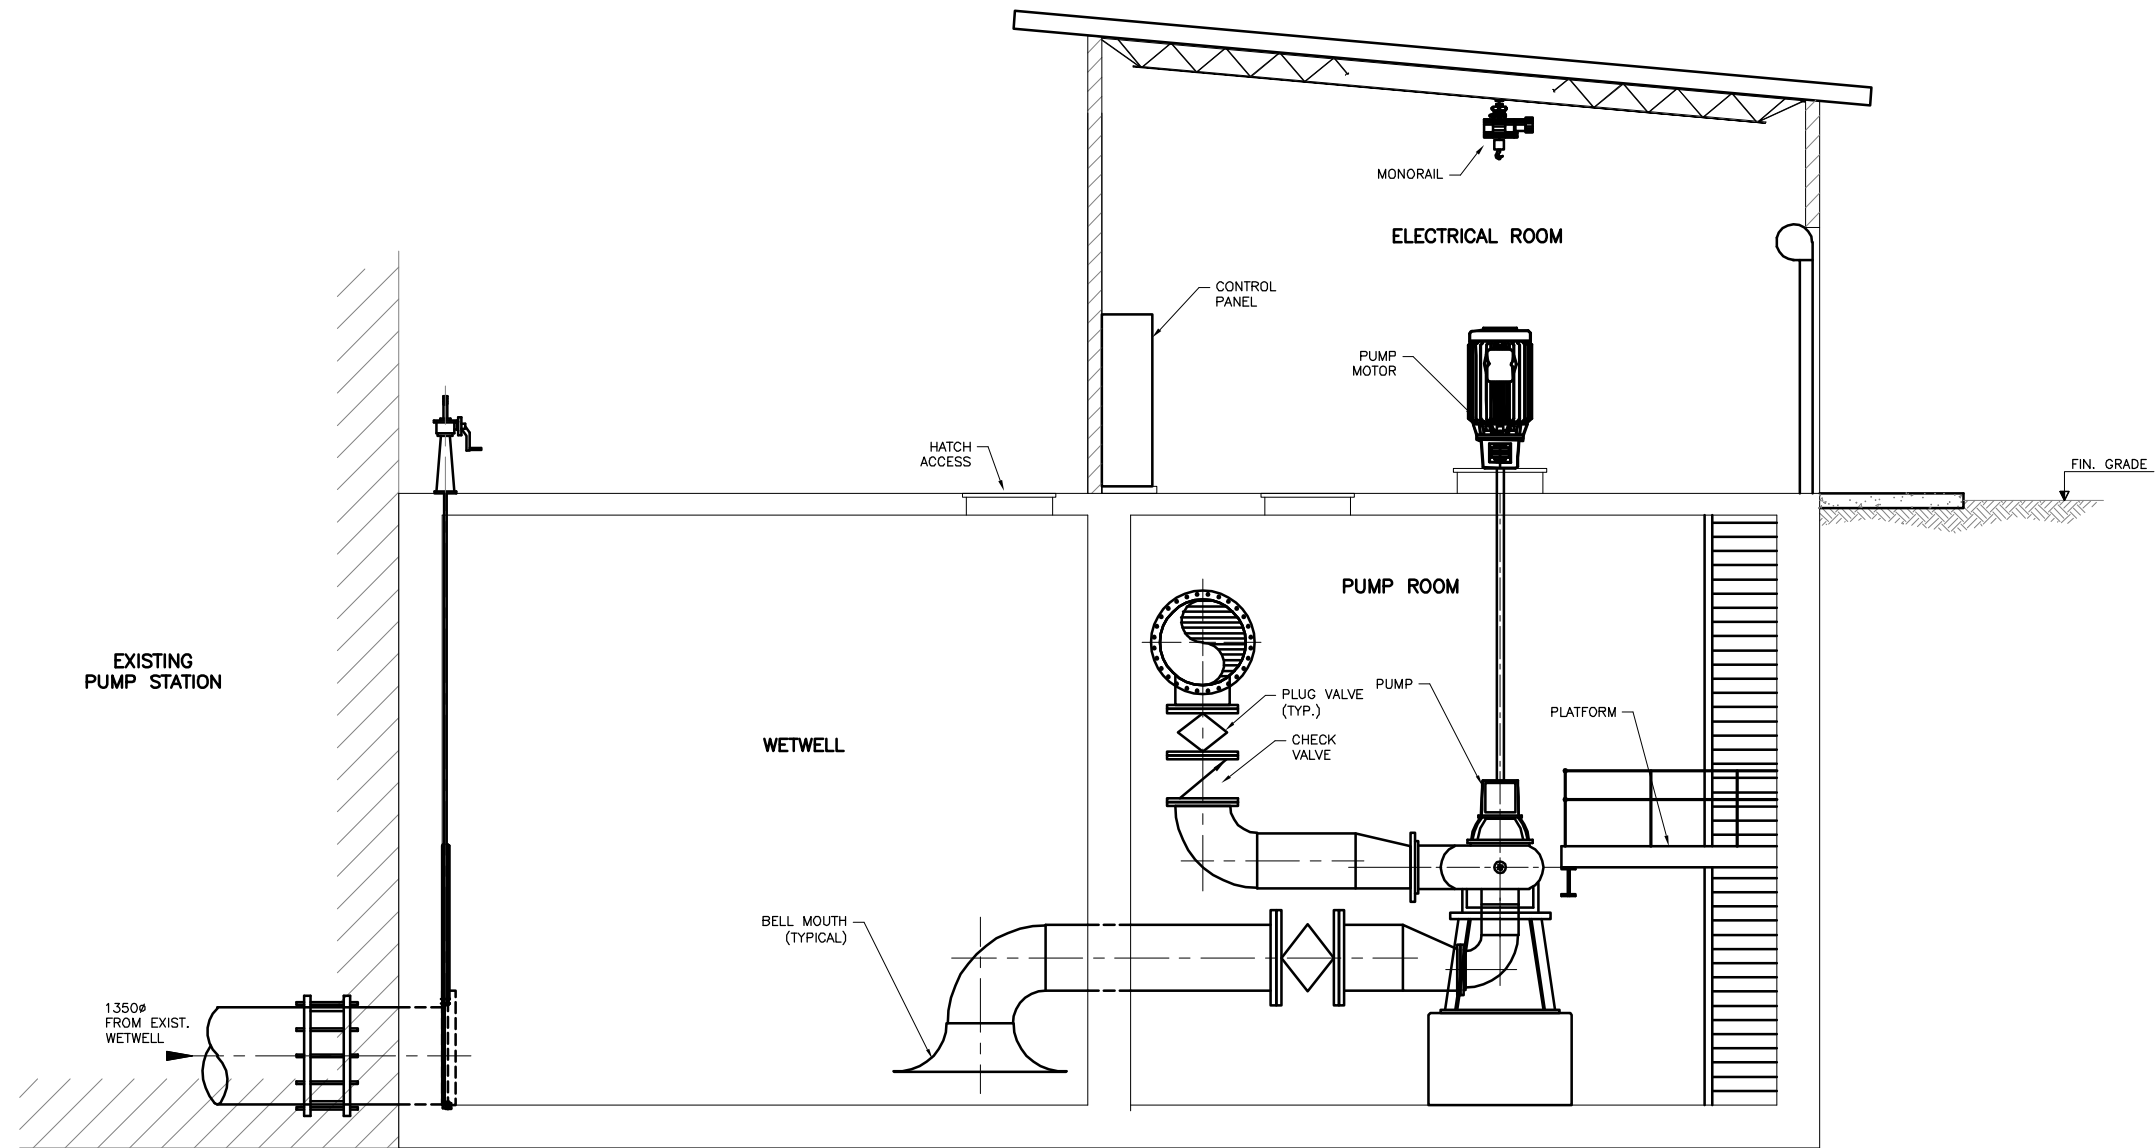 MONORAIL
ELECTRICAL ROOM
CONTROL
PANEL
PUMP
MOTOR
HATCH
ACCESS
FIN. GRADE
PUMP ROOM
EXISTING
PUMP STATION
PLUG VALVE
(TYP.)
PUMP
PLATFORM
WETWELL
CHECK
VALVE
BELL MOUTH
(TYPICAL)
1350ø
FROM EXIST.
WETWELL